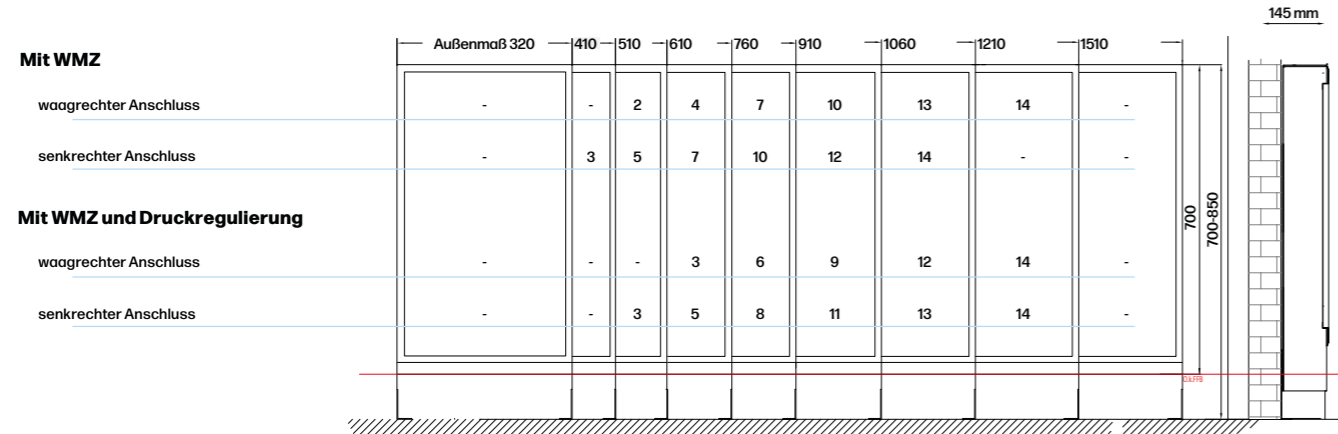 145 mm
Außenmaß 320 410 510 610 760 910 1060 1210 1510
Mit WMZ
waagrechter Anschluss - - 2 4 7 10 13 14 -
senkrechter Anschluss - 3 5 7 10 12 14 - -
Mit WMZ und Druckregulierung
700
700-850
waagrechter Anschluss - - - 3 6 9 12 14 -
senkrechter Anschluss - - 3 5 8 11 13 14 -